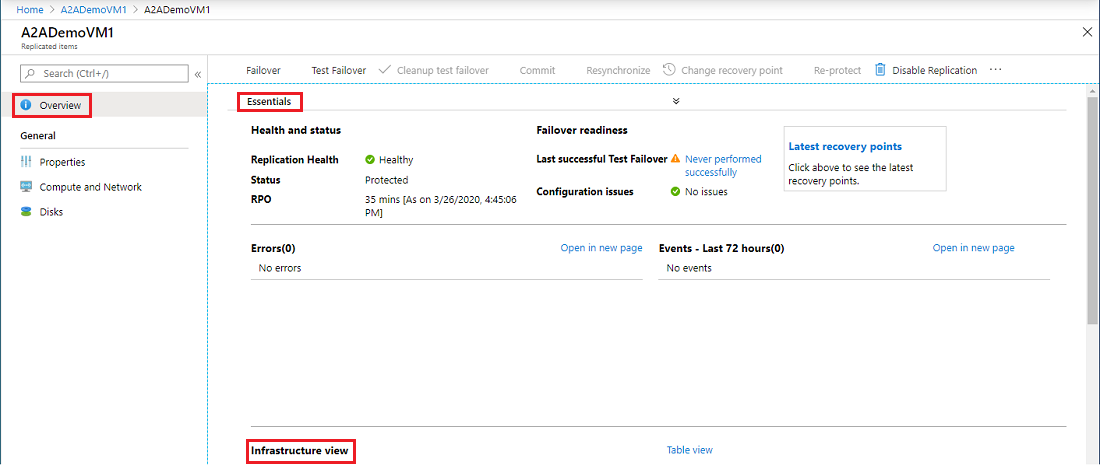 Home > A2ADemoVM1 > A2ADemoVM1
A2ADemoVM1
Replicated items
Search (Ctrl+/)
«
Failover Test Failover Cleanup test failover Commit Resynchronize Change recovery point Re-protect Disable Replication ...
Overview
General
Properties
Compute and Network
Disks
Essentials
Health and status
Replication Health Healthy
Status Protected
RPO 35 mins [As on 3/26/2020, 4:45:06
PM]
Failover readiness
Last successful Test Failover Never performed
successfully
Configuration issues No issues
Latest recovery points
Click above to see the latest
recovery points.
Errors(0) Open in new page
No errors
Events - Last 72 hours(0) Open in new page
No events
Infrastructure view Table view